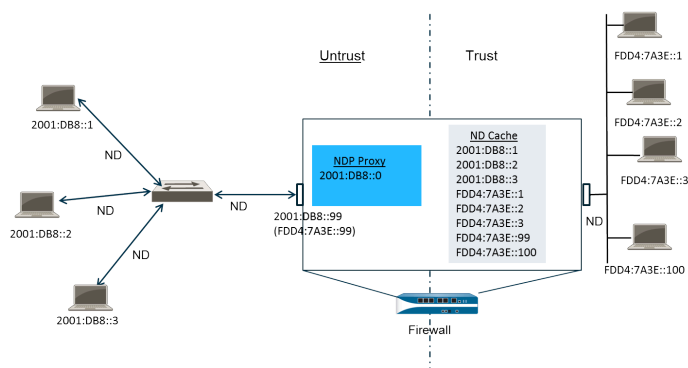 Untrust
Trust
FDD4:7A3E::1
2001:DB8::1
ND
NDP Proxy
2001:DB8::0
ND Cache
2001:DB8::1
2001:DB8::2
2001:DB8::3
FDD4:7A3E::1
FDD4:7A3E::2
FDD4:7A3E::3
FDD4:7A3E::99
FDD4:7A3E::100
FDD4:7A3E::2
FDD4:7A3E::3
ND
ND
2001:DB8::99
(FDD4:7A3E::99)
ND
2001:DB8::2
ND
FDD4:7A3E::100
2001:DB8::3
Firewall